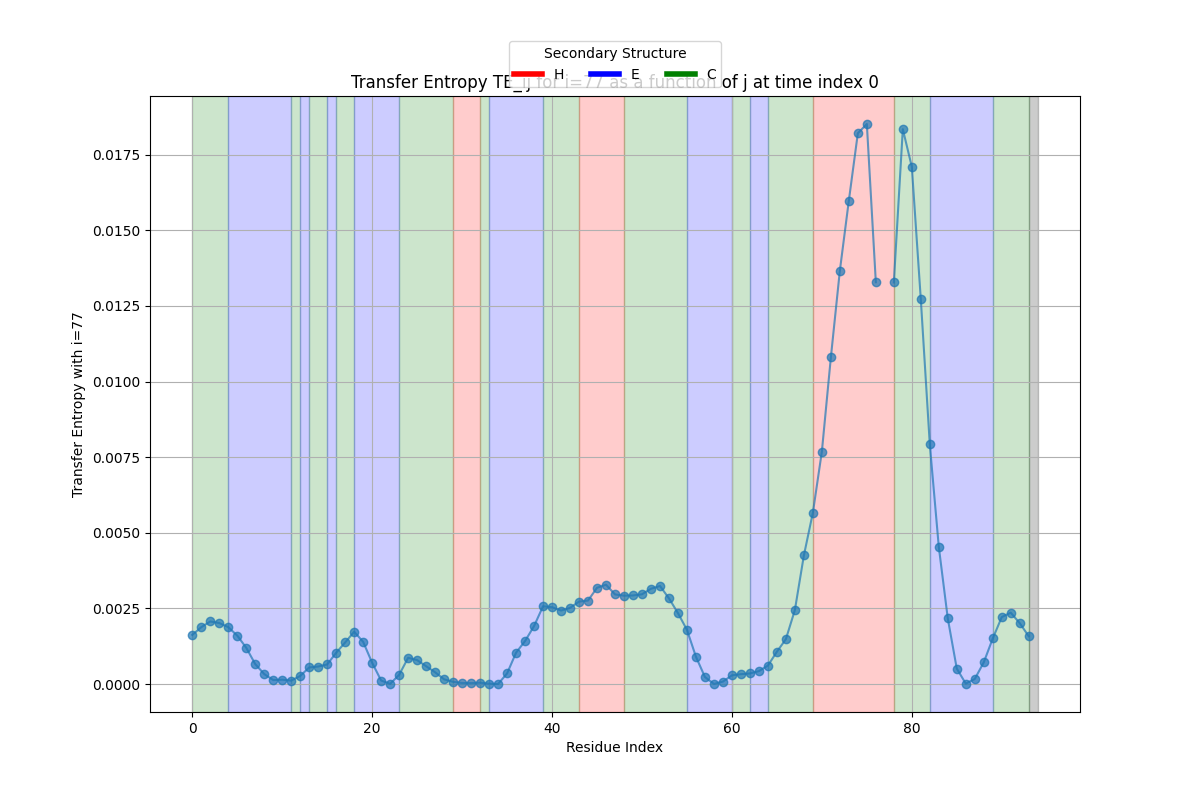 Secondary Structure
H E C
Transfer Entropy TE_ij for i=77 as a function of j at time index 0
0.0175
0.0150
0.0125
0.0100
0.0075
0.0050
0.0025
0.0000
Transfer Entropy with i=77
0 20 40 60 80
Residue Index